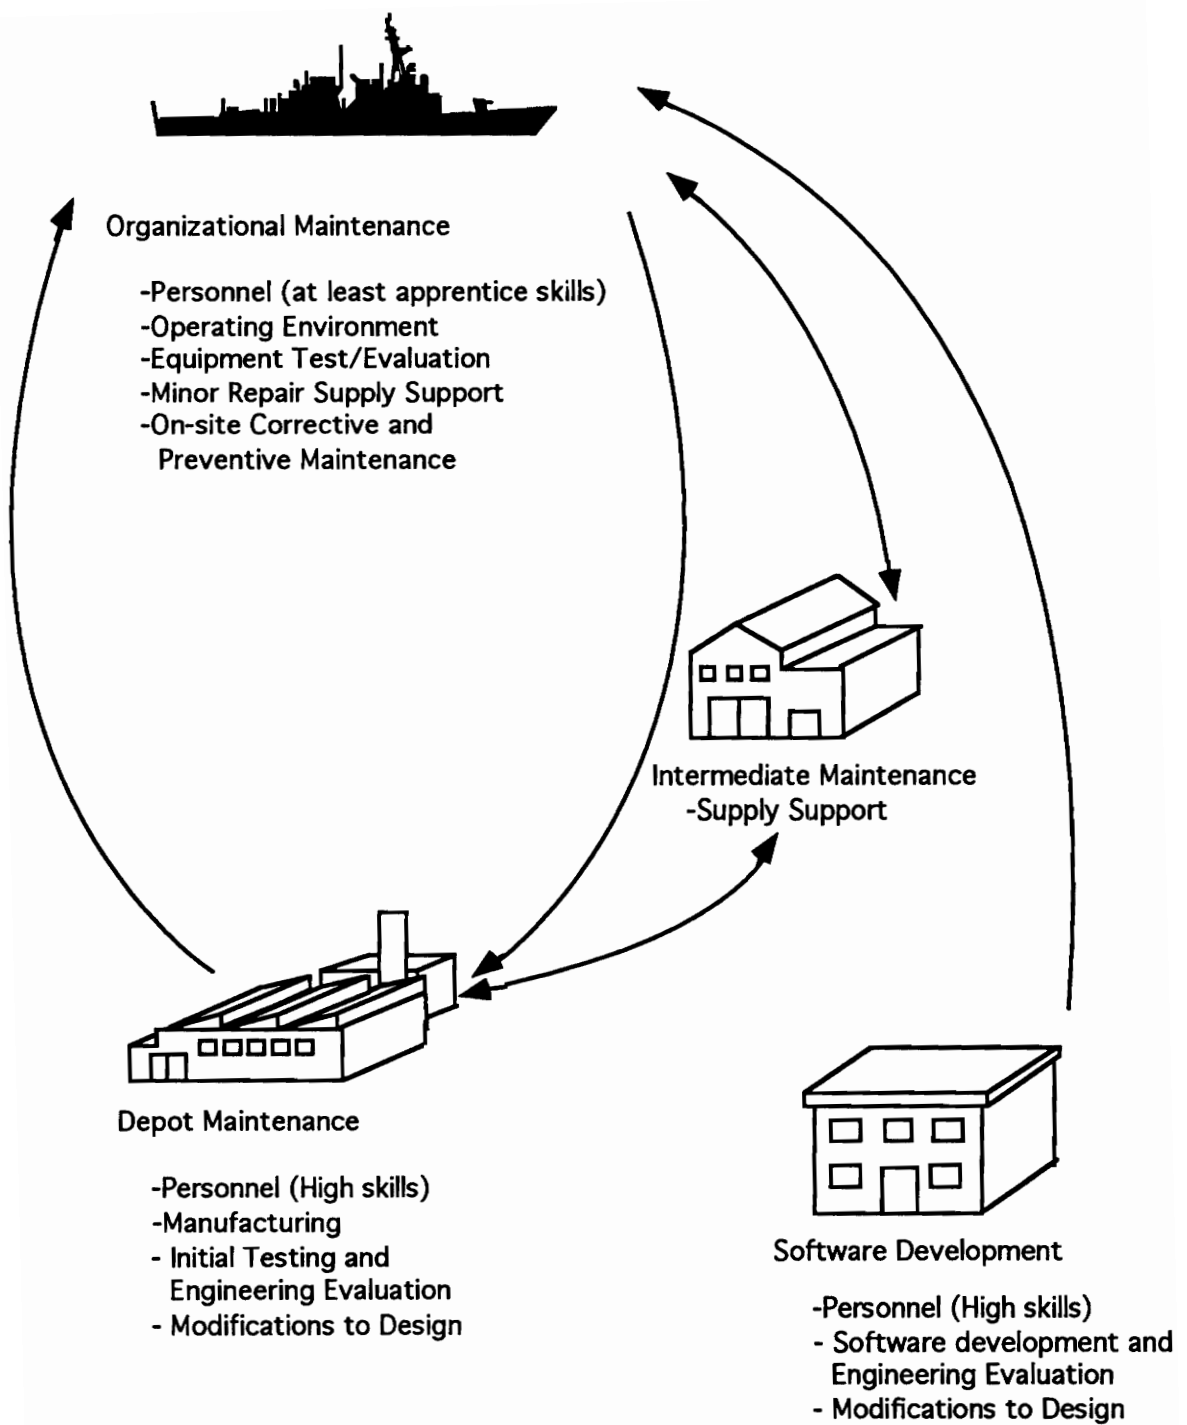 Organizational Maintenance
-Personnel (at least apprentice skills)
-Operating Environment
-Equipment Test/Evaluation
-Minor Repair Supply Support
-On-site Corrective and
Preventive Maintenance
Intermediate Maintenance
-Supply Support
Depot Maintenance
-Personnel (High skills)
-Manufacturing
- Initial Testing and
Engineering Evaluation
- Modifications to Design
Software Development
-Personnel (High skills)
- Software development and
Engineering Evaluation
- Modifications to Design